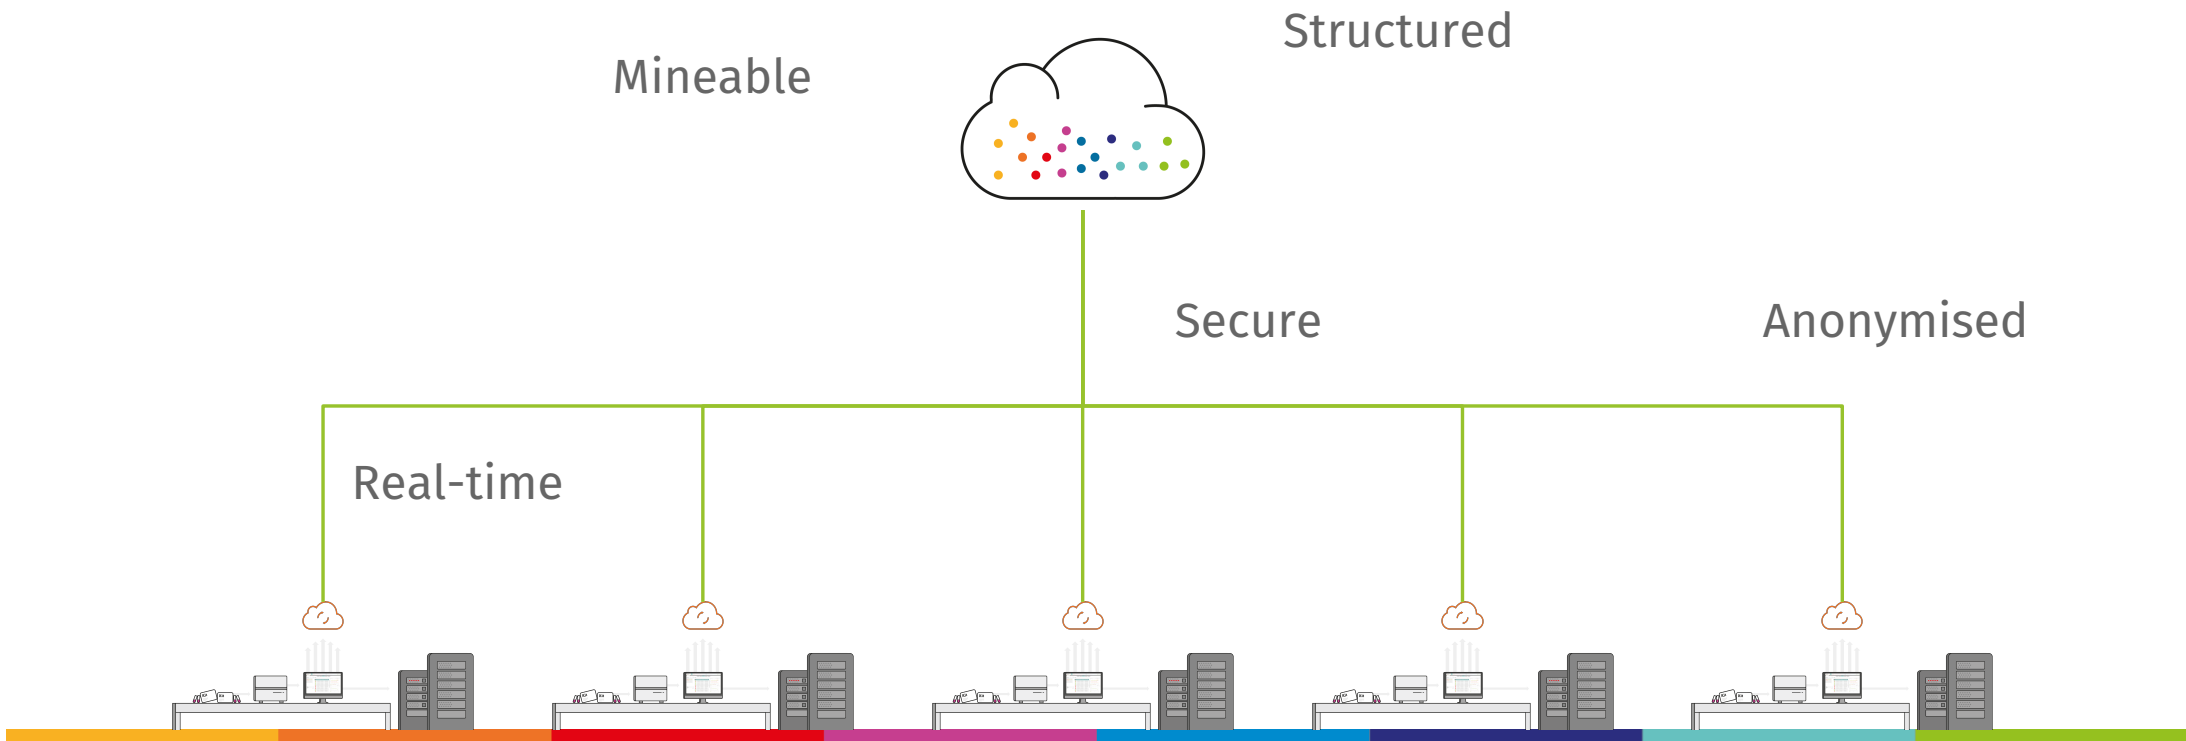 Structured
Mineable
Secure
Anonymised
Real-time